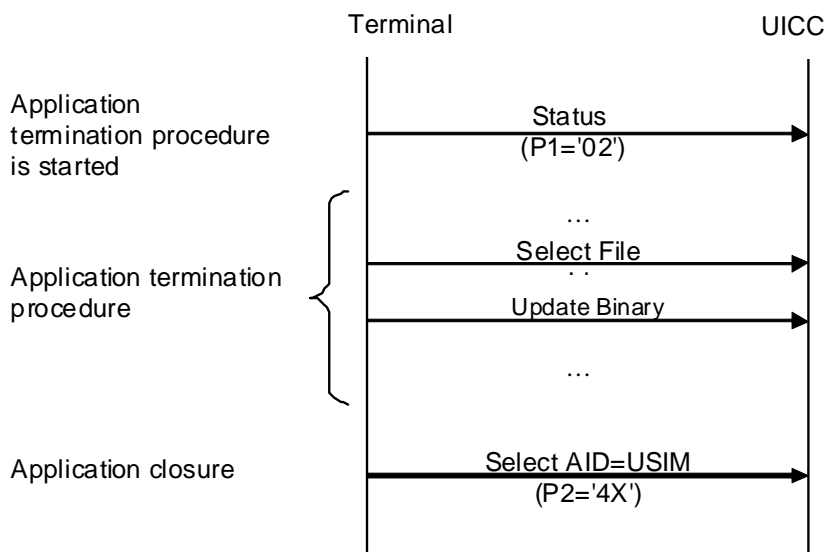 Terminal
UICC
Application
termination procedure
is started
Status
(P1='02')
...
Select File
. .
Application termination
procedure
Update Binary
...
Application closure
Select AID=USIM
(P2='4X')